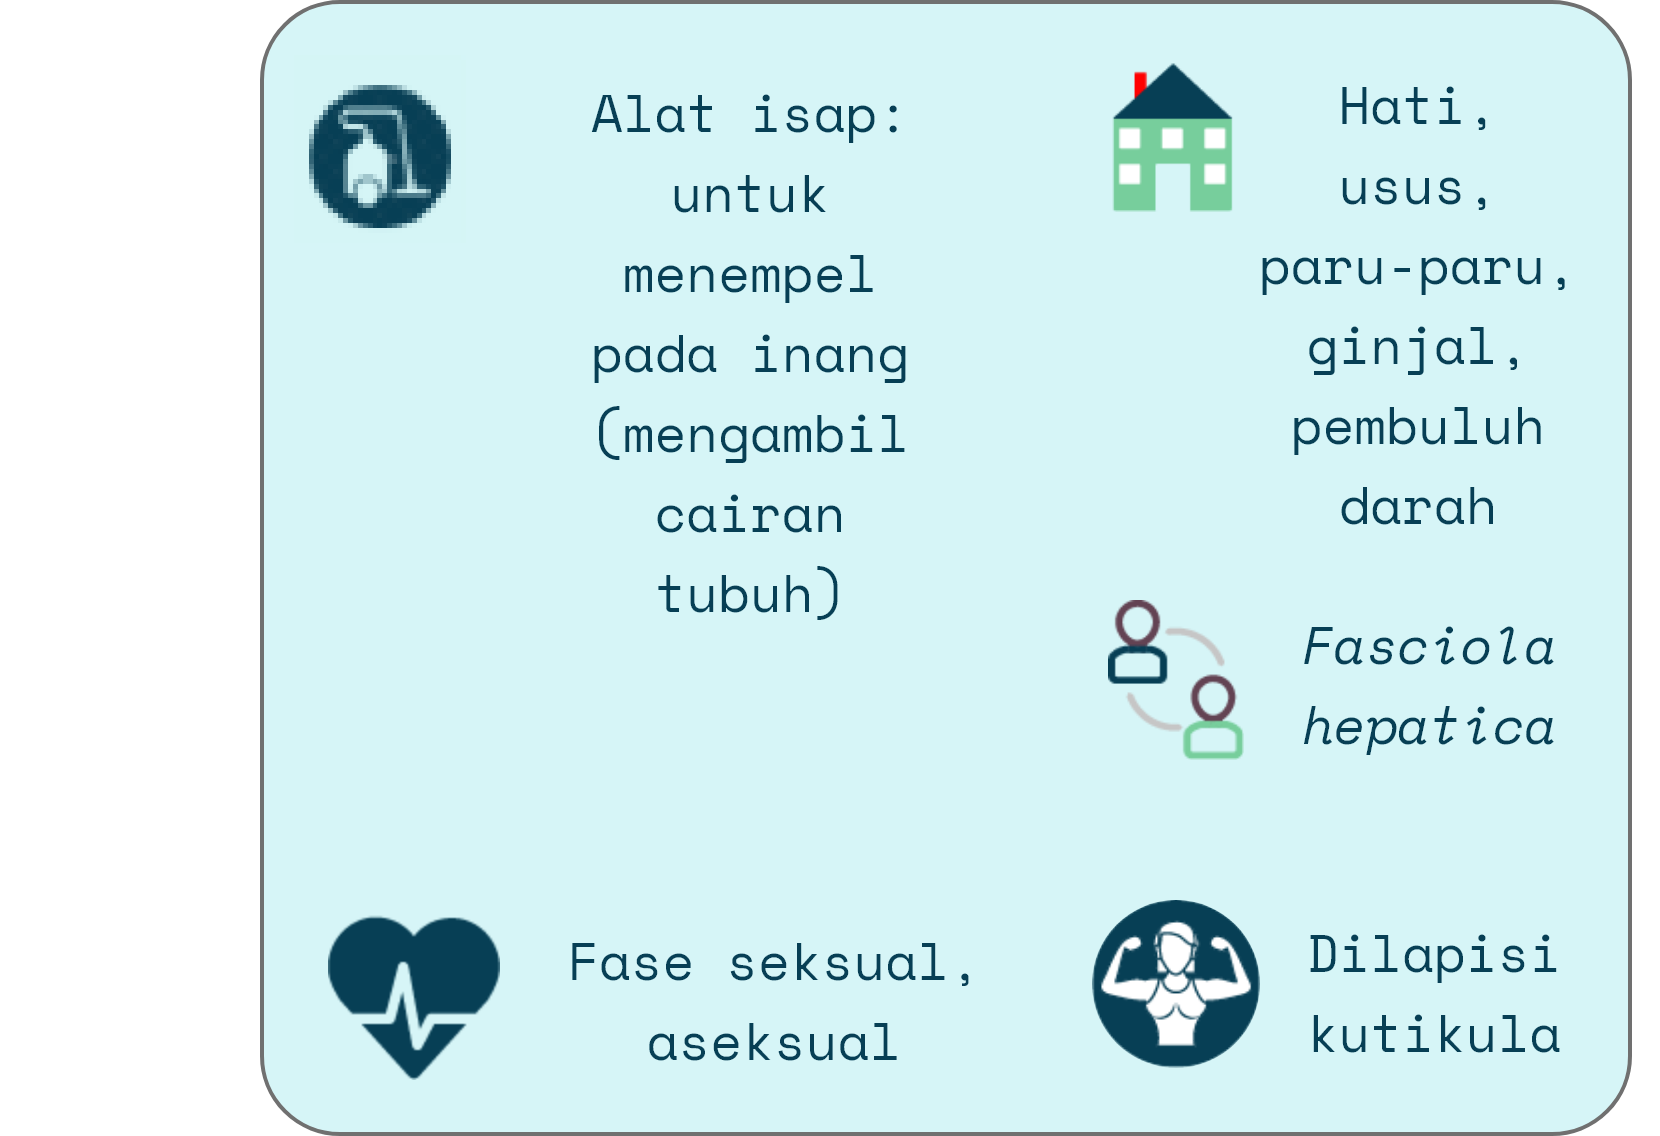 Alat isap:
untuk
menempel
pada inang
(mengambil
cairan
tubuh)
Hati,
usus,
paru-paru,
ginjal,
pembuluh
darah
Fasciola
hepatica
Fase seksual,
aseksual
Dilapisi
kutikula